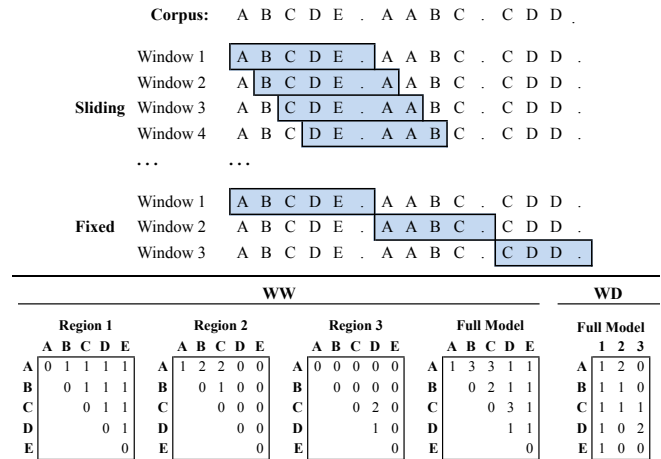 Corpus: A B C D E . A A B C . C D D .
Window 1 A B C D E . A A B C . C D D .
Window 2 A B C D E . A A B C . C D D .
Sliding Window 3 A B C D E . A A B C . C D D .
Window 4 A B C D E . A A B C . C D D .
... ...
Window 1 A B C D E . A A B C . C D D .
Fixed Window 2 A B C D E . A A B C . C D D .
Window 3 A B C D E . A A B C . C D D .
WW WD
Region 1 Region 2 Region 3 Full Model Full Model
A B C D E A B C D E A B C D E A B C D E 1 2 3
A 0 1 1 1 1 A 1 2 2 0 0 A 0 0 0 0 0 A 1 3 3 1 1 A 1 2 0
B 0 1 1 1 B 0 1 0 0 B 0 0 0 0 B 0 2 1 1 B 1 1 0
C 0 1 1 C 0 0 0 C 0 2 0 C 0 3 1 C 1 1 1
D 0 1 D 0 0 D 1 0 D 1 1 D 1 0 2
E 0 E 0 E 0 E 0 E 1 0 0